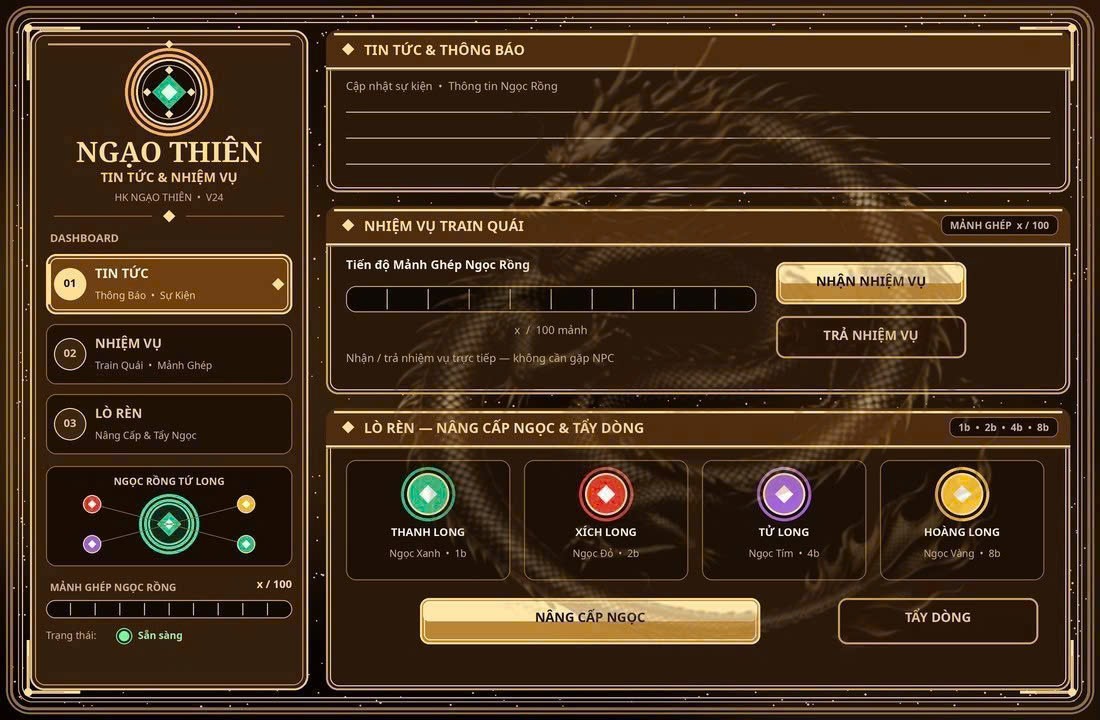 NGẠO THIÊN
TIN TỨC & NHIỆM VỤ
HK NGẠO THIÊN • V24
DASHBOARD
01
TIN TỨC
Thông Báo • Sự Kiện
02
NHIỆM VỤ
Train Quái • Mảnh Ghép
03
LÒ RÈN
Nâng Cấp & Tẩy Ngọc
NGỌC RỒNG TỨ LONG
MẢNH GHÉP NGỌC RỒNG x / 100
Trạng thái: Sẵn sàng
TIN TỨC & THÔNG BÁO
Cập nhật sự kiện • Thông tin Ngọc Rồng
NHIỆM VỤ TRAIN QUÁI
MẢNH GHÉP x / 100
Tiến độ Mảnh Ghép Ngọc Rồng
x / 100 mảnh
Nhận / trả nhiệm vụ trực tiếp — không cần gặp NPC
NHẬN NHIỆM VỤ
TRẢ NHIỆM VỤ
LÒ RÈN — NÂNG CẤP NGỌC & TẨY DÒNG
1b • 2b • 4b • 8b
THANH LONG
Ngọc Xanh • 1b
XÍCH LONG
Ngọc Đỏ • 2b
TỬ LONG
Ngọc Tím • 4b
HOÀNG LONG
Ngọc Vàng • 8b
NÂNG CẤP NGỌC
TẨY DÒNG